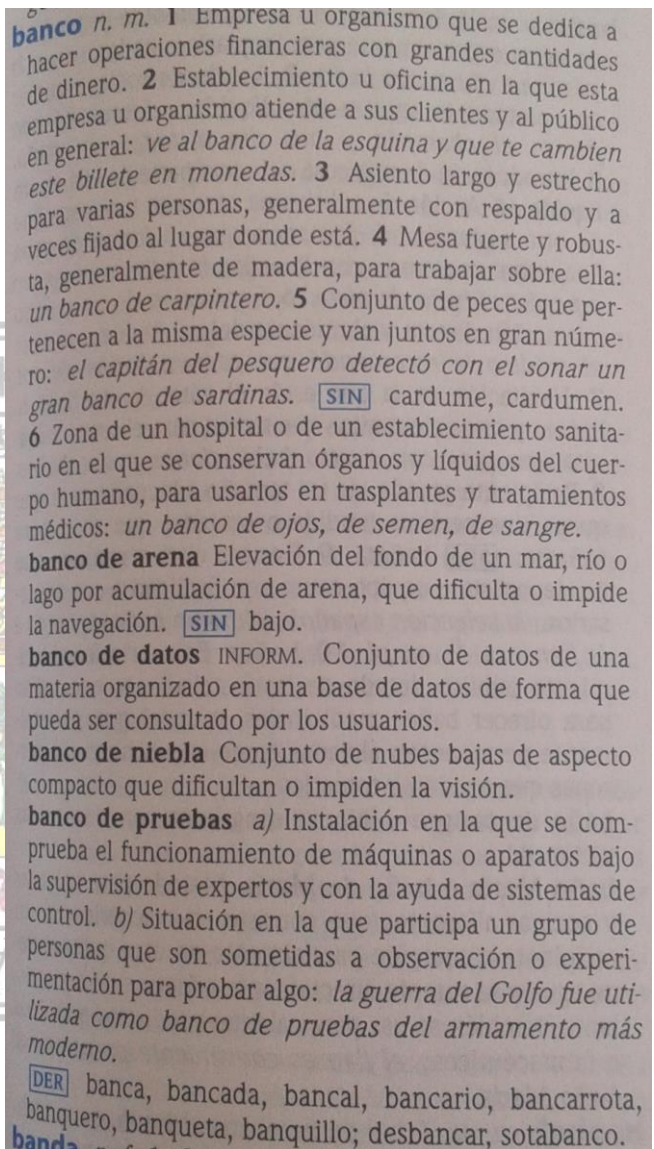 banco n. m. 1 Empresa u organismo que se dedica a
hacer operaciones financieras con grandes cantidades
de dinero. 2 Establecimiento u oficina en la que esta
empresa u organismo atiende a sus clientes y al público
en general: ve al banco de la esquina y que te cambien
este billete en monedas. 3 Asiento largo y estrecho
para varias personas, generalmente con respaldo y a
veces fijado al lugar donde está. 4 Mesa fuerte y robus-
ta, generalmente de madera, para trabajar sobre ella:
un banco de carpintero. 5 Conjunto de peces que per-
tenecen a la misma especie y van juntos en gran núme-
ro: el capitán del pesquero detectó con el sonar un
gran banco de sardinas. SIN cardume, cardumen.
6 Zona de un hospital o de un establecimiento sanita-
rio en el que se conservan órganos y líquidos del cuer-
po humano, para usarlos en trasplantes y tratamientos
médicos: un banco de ojos, de semen, de sangre.
banco de arena Elevación del fondo de un mar, río o
lago por acumulación de arena, que dificulta o impide
la navegación. SIN bajo.
banco de datos INFORM. Conjunto de datos de una
materia organizado en una base de datos de forma que
pueda ser consultado por los usuarios.
banco de niebla Conjunto de nubes bajas de aspecto
compacto que dificultan o impiden la visión.
banco de pruebas a) Instalación en la que se com-
prueba el funcionamiento de máquinas o aparatos bajo
la supervisión de expertos y con la ayuda de sistemas de
control. b) Situación en la que participa un grupo de
personas que son sometidas a observación o experi-
mentación para probar algo: la guerra del Golfo fue uti-
lizada como banco de pruebas del armamento más
moderno.
DER banca, bancada, bancal, bancario, bancarrota,
banquero, banqueta, banquillo; desbancar, sotabanco.
banda